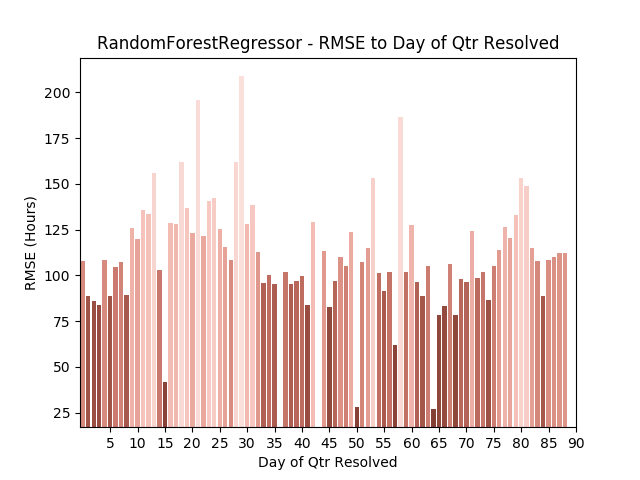 RandomForestRegressor - RMSE to Day of Qtr Resolved
RMSE (Hours)
200
175
150
125
100
75
50
25
5 10 15 20 25 30 35 40 45 50 55 60 65 70 75 80 85 90
Day of Qtr Resolved